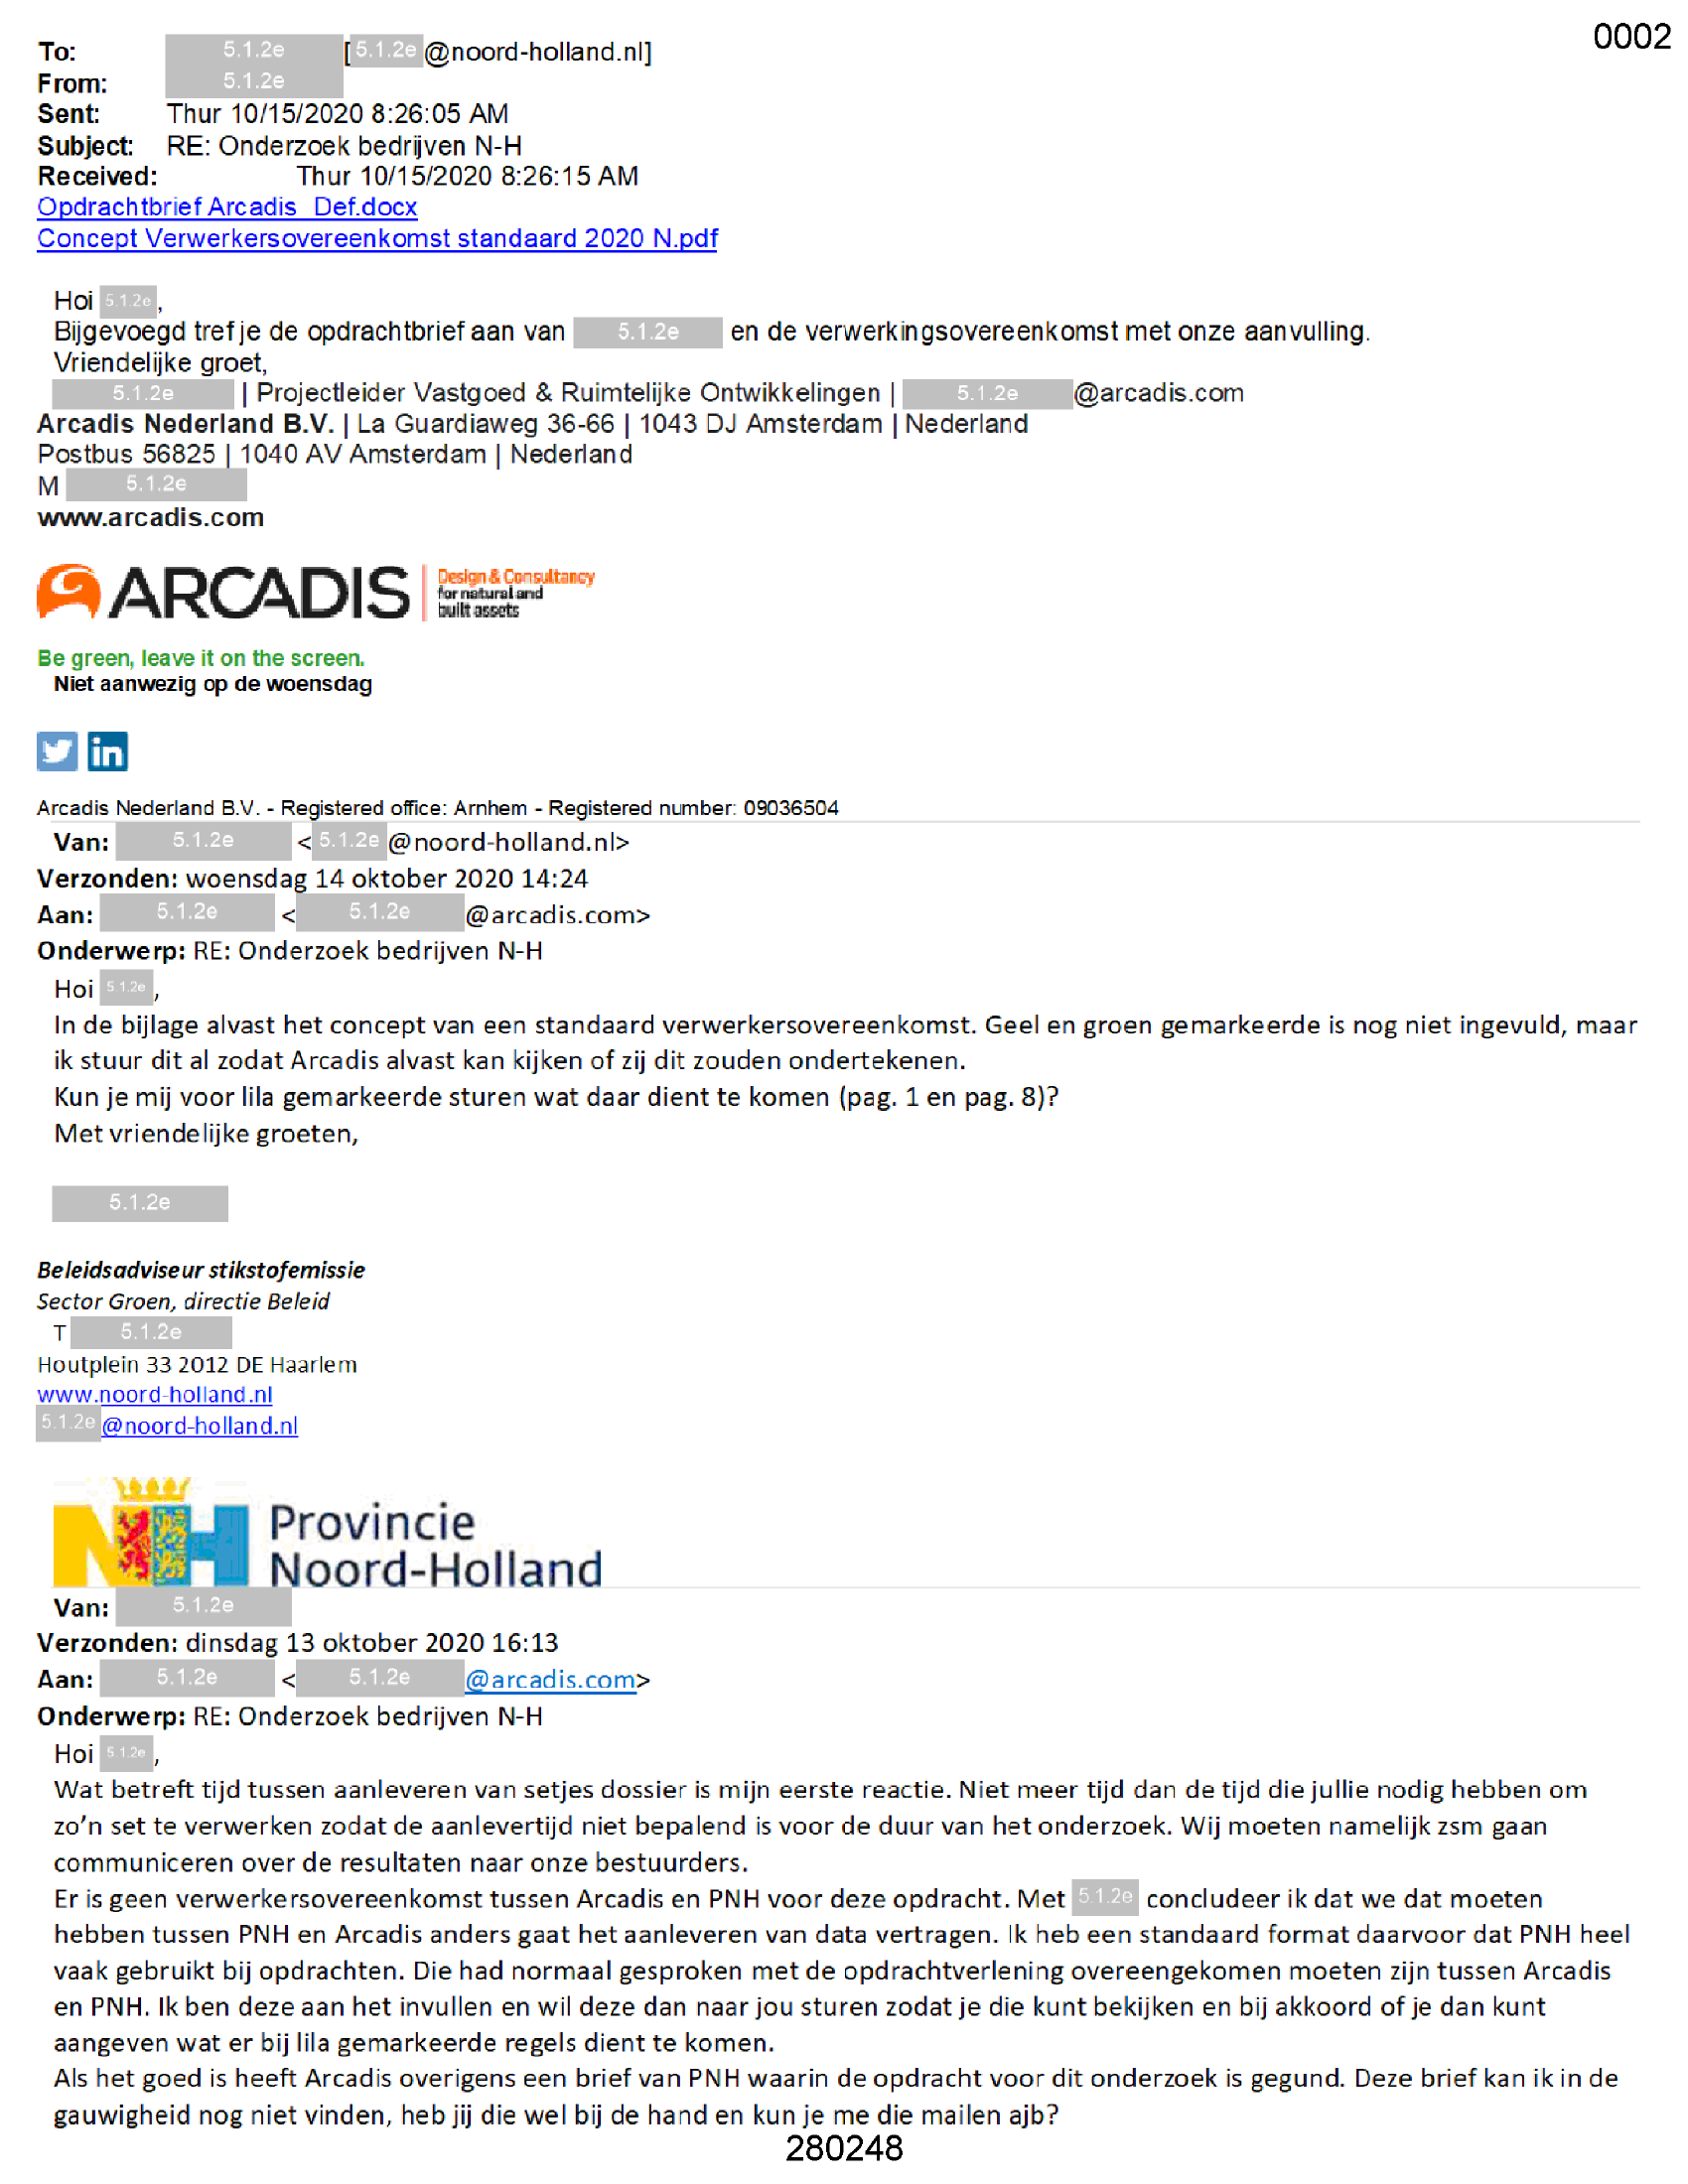 0002
To: 5.1.2e [5.1.2e@noord-holland.nl]
From: 5.1.2e
Sent: Thur 10/15/2020 8:26:05 AM
Subject: RE: Onderzoek bedrijven N-H
Received: Thur 10/15/2020 8:26:15 AM
Opdrachtbrief Arcadis_Def.docx
Concept Verwerkersovereenkomst standaard 2020 N.pdf
Hoi 5.1.2e,
Bijgevoegd tref je de opdrachtbrief aan van 5.1.2e en de verwerkingsovereenkomst met onze aanvulling.
Vriendelijke groet,
5.1.2e | Projectleider Vastgoed & Ruimtelijke Ontwikkelingen | 5.1.2e @arcadis.com
Arcadis Nederland B.V. | La Guardiaweg 36-66 | 1043 DJ Amsterdam | Nederland
Postbus 56825 | 1040 AV Amsterdam | Nederland
M 5.1.2e
www.arcadis.com
ARCADIS Design & Consultancy
for natural and
built assets
Be green, leave it on the screen.
Niet aanwezig op de woensdag
in
Arcadis Nederland B.V. - Registered office: Arnhem - Registered number: 09036504
Van: 5.1.2e <5.1.2e@noord-holland.nl>
Verzonden: woensdag 14 oktober 2020 14:24
Aan: 5.1.2e < 5.1.2e @arcadis.com>
Onderwerp: RE: Onderzoek bedrijven N-H
Hoi 5.1.2e,
In de bijlage alvast het concept van een standaard verwerkersovereenkomst. Geel en groen gemarkeerde is nog niet ingevuld, maar
ik stuur dit al zodat Arcadis alvast kan kijken of zij dit zouden ondertekenen.
Kun je mij voor lila gemarkeerde sturen wat daar dient te komen (pag. 1 en pag. 8)?
Met vriendelijke groeten,
5.1.2e
Beleidsadviseur stikstofemissie
Sector Groen, directie Beleid
T 5.1.2e
Houtplein 33 2012 DE Haarlem
www.noord-holland.nl
5.1.2e@noord-holland.nl
NH Provincie
Noord-Holland
Van: 5.1.2e
Verzonden: dinsdag 13 oktober 2020 16:13
Aan: 5.1.2e < 5.1.2e @arcadis.com>
Onderwerp: RE: Onderzoek bedrijven N-H
Hoi 5.1.2e,
Wat betreft tijd tussen aanleveren van setjes dossier is mijn eerste reactie. Niet meer tijd dan de tijd die jullie nodig hebben om
zo’n set te verwerken zodat de aanlevertijd niet bepalend is voor de duur van het onderzoek. Wij moeten namelijk zsm gaan
communiceren over de resultaten naar onze bestuurders.
Er is geen verwerkersovereenkomst tussen Arcadis en PNH voor deze opdracht. Met 5.1.2e concludeer ik dat we dat moeten
hebben tussen PNH en Arcadis anders gaat het aanleveren van data vertragen. Ik heb een standaard format daarvoor dat PNH heel
vaak gebruikt bij opdrachten. Die had normaal gesproken met de opdrachtverlening overeengekomen moeten zijn tussen Arcadis
en PNH. Ik ben deze aan het invullen en wil deze dan naar jou sturen zodat je die kunt bekijken en bij akkoord of je dan kunt
aangeven wat er bij lila gemarkeerde regels dient te komen.
Als het goed is heeft Arcadis overigens een brief van PNH waarin de opdracht voor dit onderzoek is gegund. Deze brief kan ik in de
gauwigheid nog niet vinden, heb jij die wel bij de hand en kun je me die mailen ajb?
280248